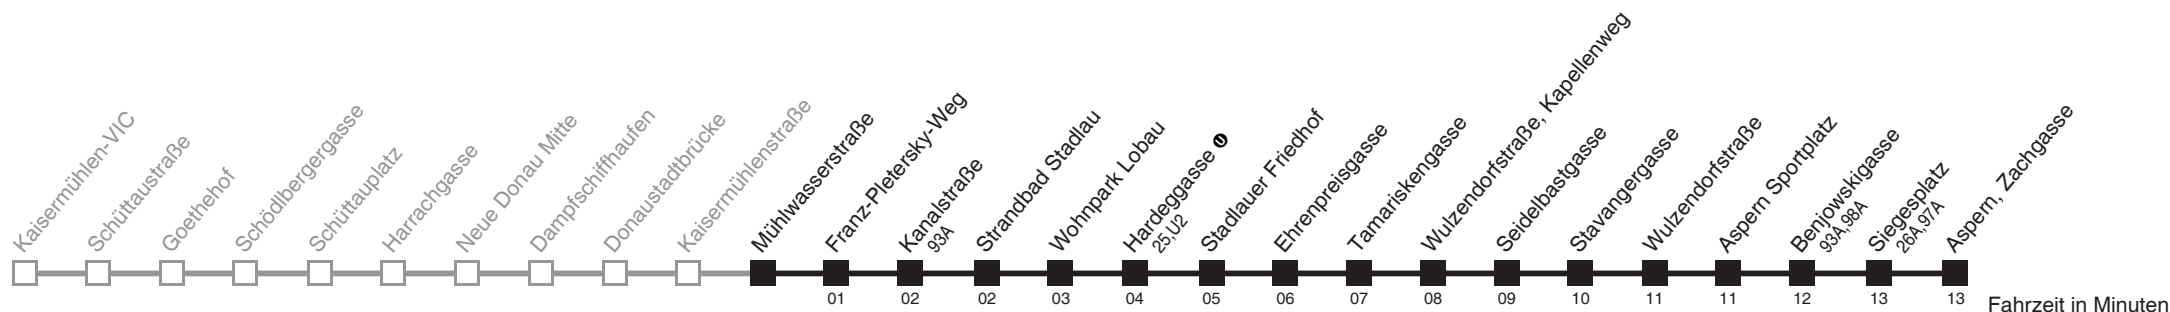 Kaisermühlen-VIC
Schüttaustraße
Goethehof
Schödlbergergasse
Schüttauplatz
Harrachgasse
Neue Donau Mitte
Dampfschiffhaufen
Donaustadtbrücke
Kaisermühlenstraße
Mühlwasserstraße
Franz-Pletersky-Weg
Kanalstraße
93A
Strandbad Stadlau
Wohnpark Lobau
Hardeggasse U
25,U2
Stadlauer Friedhof
Ehrenpreisgasse
Tamariskengasse
Wulzendorfstraße, Kapellenweg
Seidelbastgasse
Stavangergasse
Wulzendorfstraße
Aspern Sportplatz
Benjowskigasse
93A,98A
Siegesplatz
26A,97A
Aspern, Zachgasse
01 02 02 03 04 05 06 07 08 09 10 11 11 12 13 13
Fahrzeit in Minuten